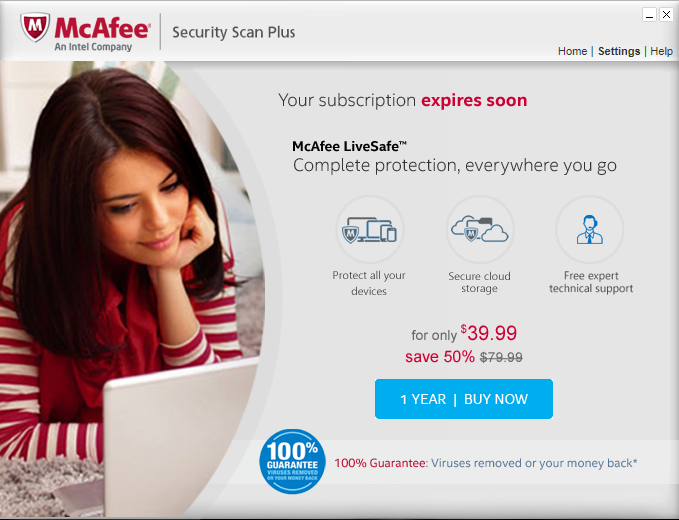 McAfee
An Intel Company
Security Scan Plus
Home | Settings | Help
Your subscription expires soon
McAfee LiveSafe™
Complete protection, everywhere you go
Protect all your
devices
Secure cloud
storage
Free expert
technical support
for only $39.99
save 50% $79.99
1 YEAR | BUY NOW
100%
GUARANTEE
VIRUSES REMOVED
OR YOUR MONEY BACK
100% Guarantee: Viruses removed or your money back*